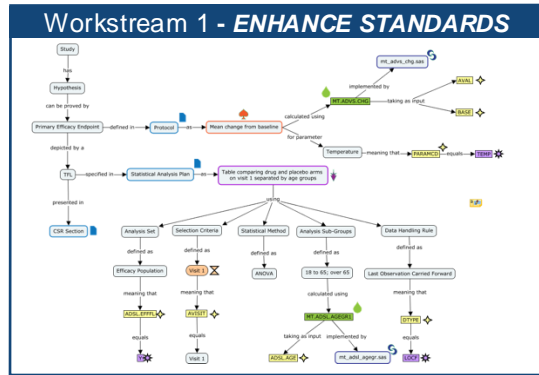 Workstream 1 - ENHANCE STANDARDS
Study
has
Hypothesis
can be proved by
Primary Efficacy Endpoint
defined in
Protocol
as
Mean change from baseline
calculated using
MT.ADVS.CHG
implemented by
mt_advs_chg.sas
taking as input
AVAL
BASE
for parameter
Temperature
meaning that
PARAMCD
equals
TEMP
depicted by a
TFL
specified in
Statistical Analysis Plan
as
Table comparing drug and placebo arms
on visit 1 separated by age groups
presented in
CSR Section
using
Analysis Set
defined as
Efficacy Population
meaning that
ADSL.EFFFL
equals
Selection Criteria
defined as
Visit 1
meaning that
AVISIT
equals
Visit 1
Statistical Method
defined as
ANOVA
Analysis Sub-Groups
defined as
18 to 65; over 65
calculated using
MT.ADSL.AGEGR1
taking as input
ADSL.AGE
implemented by
mt_adsl_agegr.sas
Data Handling Rule
defined as
Last Observation Carried Forward
meaning that
DTYPE
equals
LOCF